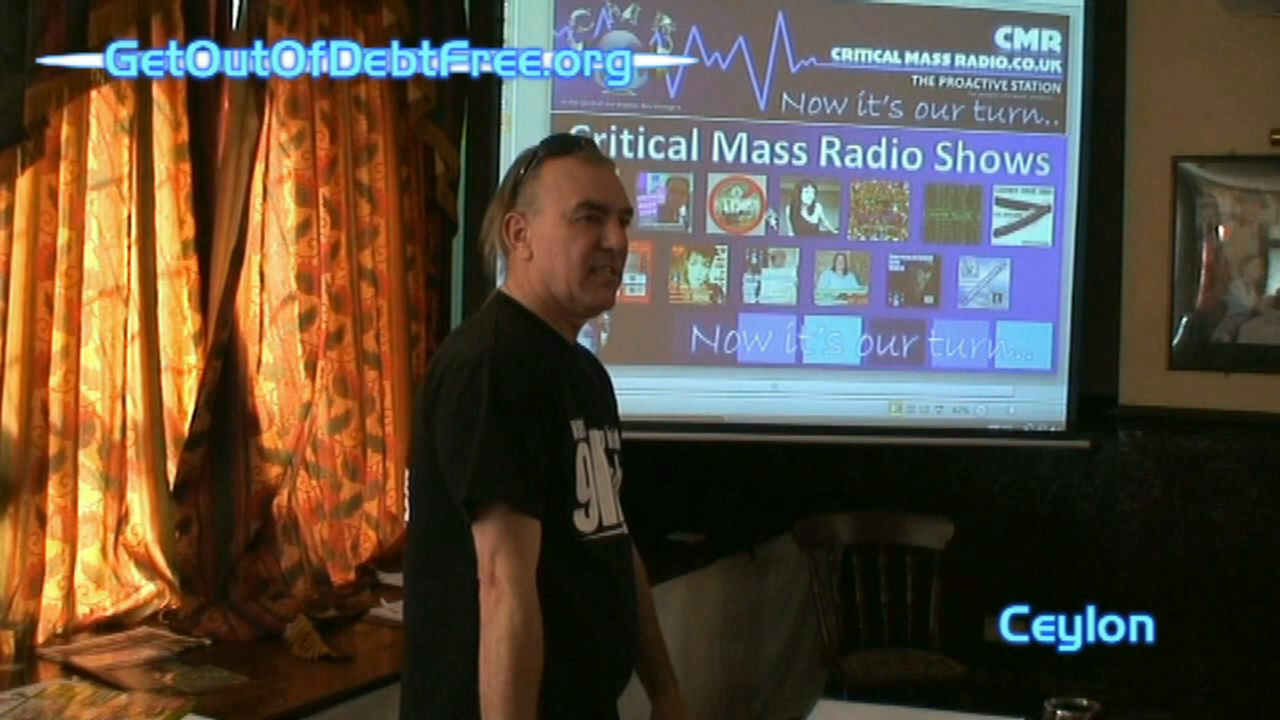 GetOutOfDebtFree.org
CMR
CRITICAL MASS RADIO.CO.UK
THE PROACTIVE STATION
Now it's our turn..
Critical Mass Radio Shows
Now it's our turn...
Ceylon